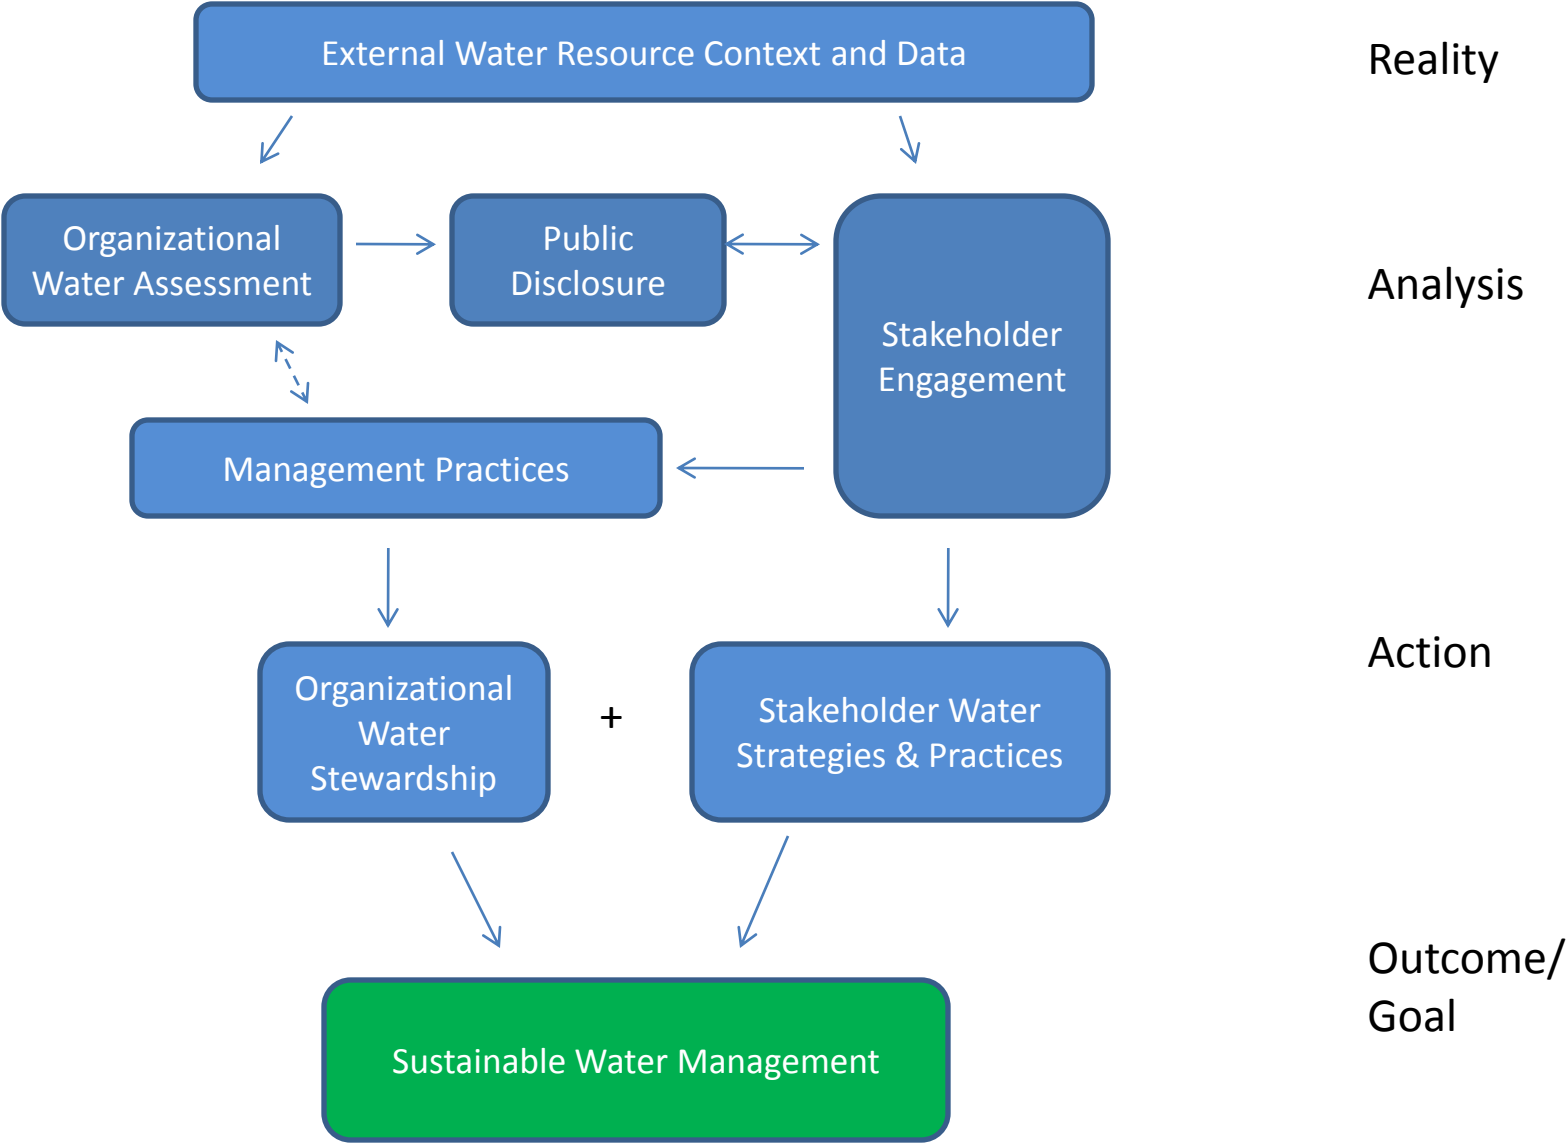 External Water Resource Context and Data
Reality
Organizational
Water Assessment
Public
Disclosure
Stakeholder
Engagement
Analysis
Management Practices
Organizational
Water
Stewardship
+
Stakeholder Water
Strategies & Practices
Action
Sustainable Water Management
Outcome/
Goal